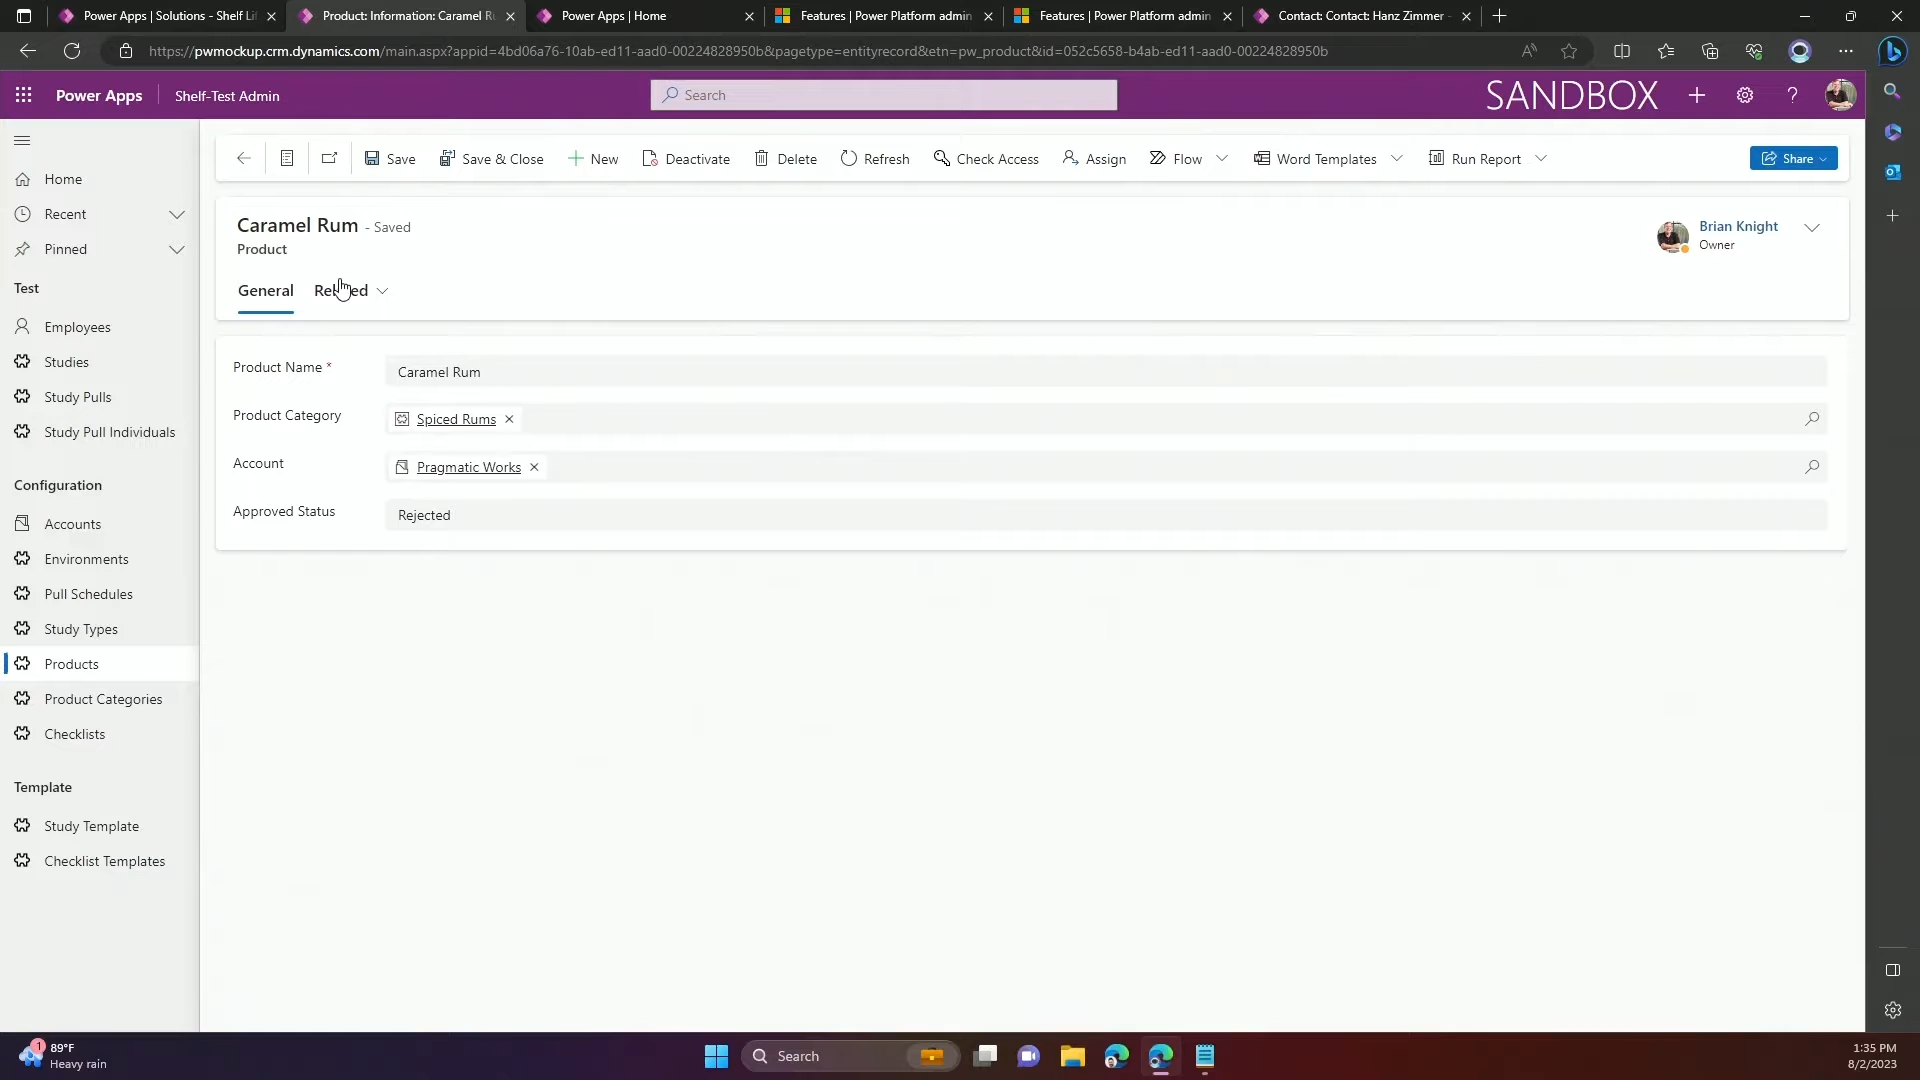 Power Apps | Solutions - Shelf Li
Product: Information: Caramel Ru
Power Apps | Home
Features | Power Platform admin
Features | Power Platform admin
Contact: Contact: Hanz Zimmer -
https://pwmockup.crm.dynamics.com/main.aspx?appid=4bd06a76-10ab-ed11-aad0-00224828950b&pagetype=entityrecord&etn=pw_product&id=052c5658-b4ab-ed11-aad0-00224828950b
Power Apps
Shelf-Test Admin
Search
SANDBOX
Save
Save & Close
New
Deactivate
Delete
Refresh
Check Access
Assign
Flow
Word Templates
Run Report
Share
Home
Recent
Pinned
Test
Employees
Studies
Study Pulls
Study Pull Individuals
Configuration
Accounts
Environments
Pull Schedules
Study Types
Products
Product Categories
Checklists
Template
Study Template
Checklist Templates
Caramel Rum - Saved
Product
Brian Knight
Owner
General
Related
Product Name *
Caramel Rum
Product Category
Spiced Rums
Account
Pragmatic Works
Approved Status
Rejected
1
89°F
Heavy rain
Search
1:35 PM
8/2/2023